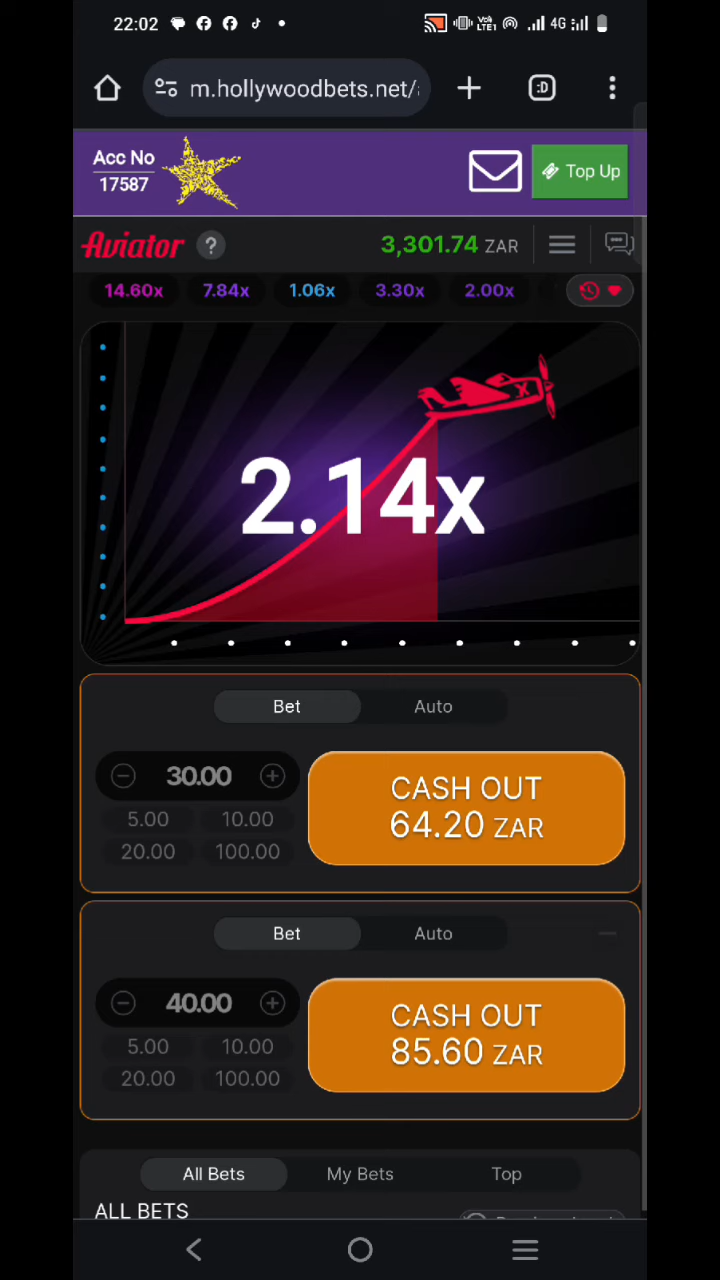 22:02 Vo) LTE1 4G
:D
m.hollywoodbets.net/
Acc No
17587
Top Up
Aviator ? 3,301.74 ZAR
14.60x 7.84x 1.06x 3.30x 2.00x
X
2.14x
Bet Auto
30.00
5.00 10.00
20.00 100.00
CASH OUT
64.20 ZAR
Bet Auto
40.00
5.00 10.00
20.00 100.00
CASH OUT
85.60 ZAR
All Bets My Bets Top
ALL BETS